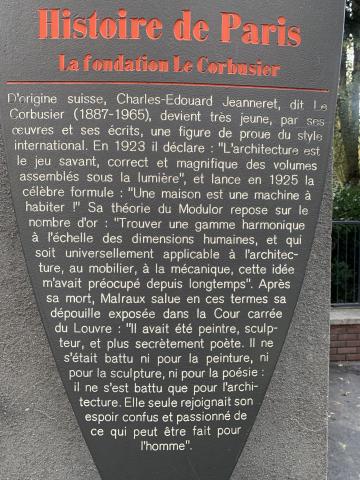 Histoire de Paris
La fondation Le Corbusier
D'origine suisse, Charles-Edouard Jeanneret, dit Le
Corbusier (1887-1965), devient très jeune, par ses
œuvres et ses écrits, une figure de proue du style
international. En 1923 il déclare : "L'architecture est
le jeu savant, correct et magnifique des volumes
assemblés sous la lumière", et lance en 1925 la
célèbre formule : "Une maison est une machine à
habiter !" Sa théorie du Modulor repose sur le
nombre d'or : "Trouver une gamme harmonique
à l'échelle des dimensions humaines, et qui
soit universellement applicable à l'architec-
ture, au mobilier, à la mécanique, cette idée
m'avait préocupé depuis longtemps". Après
sa mort, Malraux salue en ces termes sa
dépouille exposée dans la Cour carrée
du Louvre : "Il avait été peintre, sculp-
teur, et plus secrètement poète. Il ne
s'était battu ni pour la peinture, ni
pour la sculpture, ni pour la poésie :
il ne s'est battu que pour l'archi-
tecture. Elle seule rejoignait son
espoir confus et passionné de
ce qui peut être fait pour
l'homme".